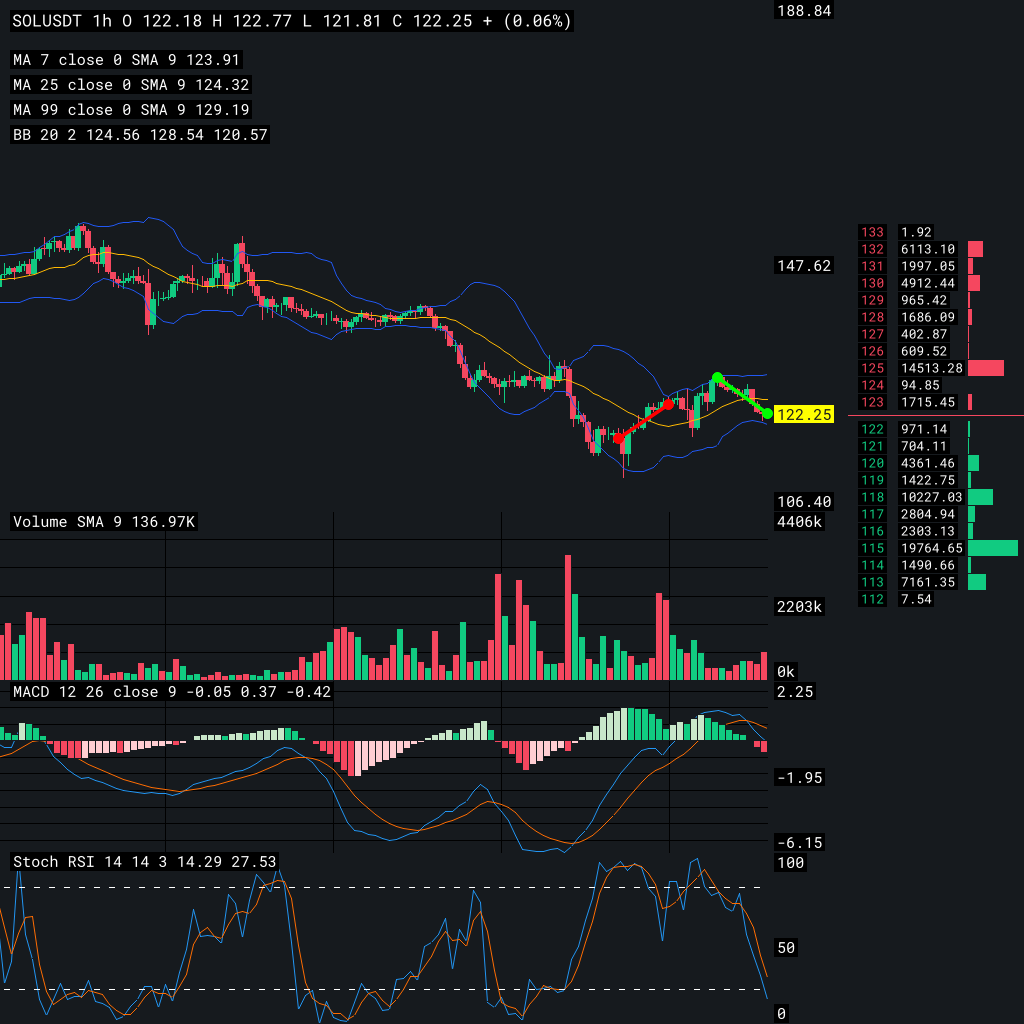 SOLUSDT 1h O 122.18 H 122.77 L 121.81 C 122.25 + (0.06%)
188.84
MA 7 close 0 SMA 9 123.91
MA 25 close 0 SMA 9 124.32
MA 99 close 0 SMA 9 129.19
BB 20 2 124.56 128.54 120.57
147.62
122.25
106.40
133 1.92
132 6113.10
131 1997.05
130 4912.44
129 965.42
128 1686.09
127 402.87
126 609.52
125 14513.28
124 94.85
123 1715.45
122 971.14
121 704.11
120 4361.46
119 1422.75
118 10227.03
117 2804.94
116 2303.13
115 19764.65
114 1490.66
113 7161.35
112 7.54
Volume SMA 9 136.97K
4406k
2203k
0k
MACD 12 26 close 9 -0.05 0.37 -0.42
2.25
-1.95
-6.15
Stoch RSI 14 14 3 14.29 27.53
100
50
0